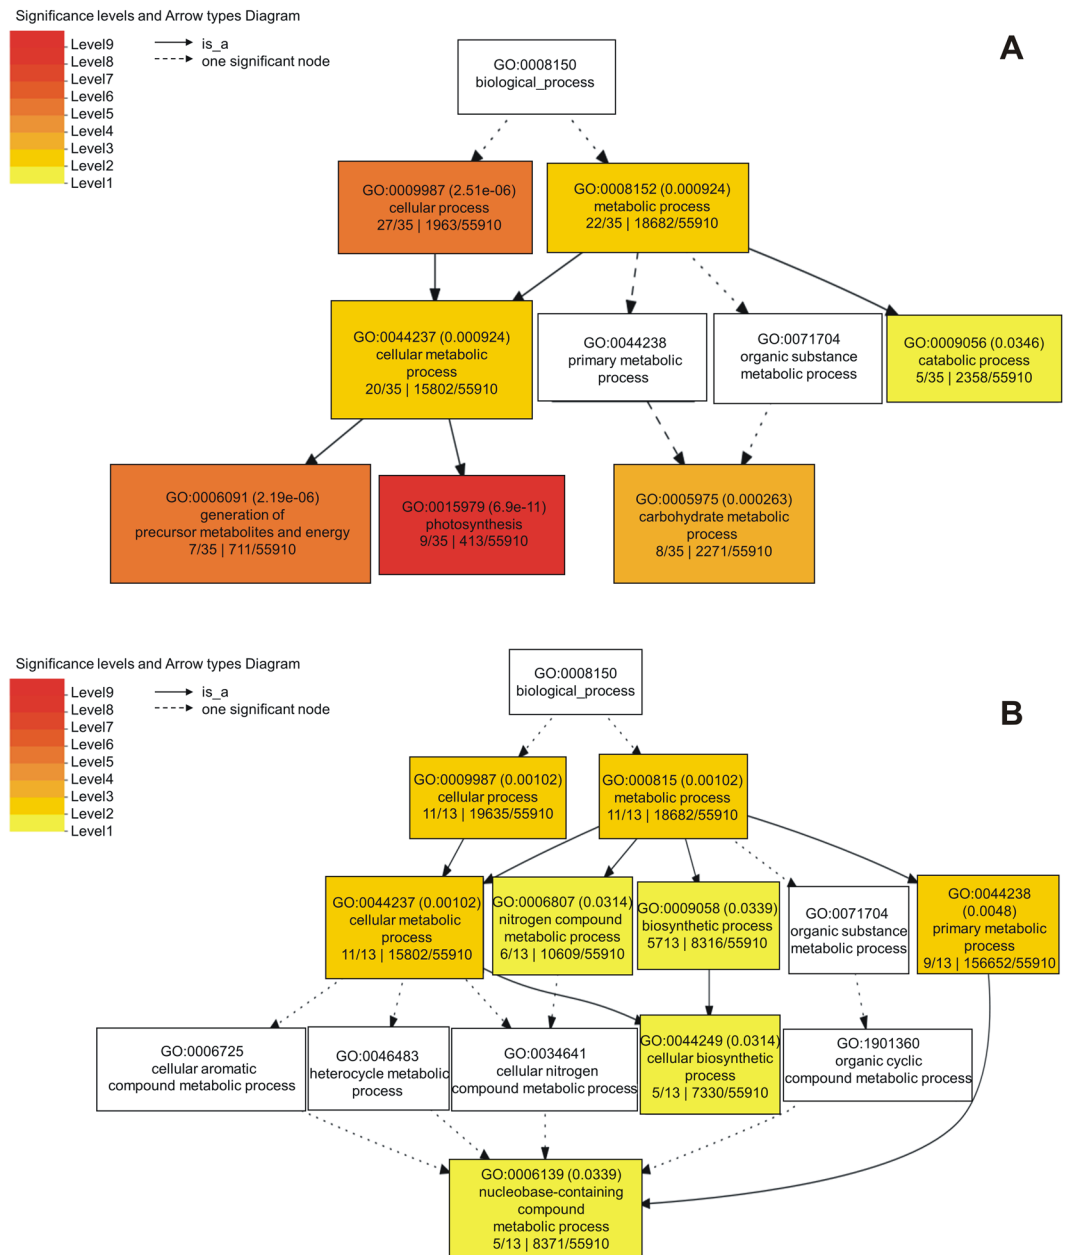 Significance levels and Arrow types Diagram
Level9
Level8
Level7
Level6
Level5
Level4
Level3
Level2
Level1
is_a
one significant node
A
GO:0008150
biological_process
GO:0009987 (2.51e-06)
cellular process
27/35 | 1963/55910
GO:0008152 (0.000924)
metabolic process
22/35 | 18682/55910
GO:0044237 (0.000924)
cellular metabolic
process
20/35 | 15802/55910
GO:0044238
primary metabolic
process
GO:0071704
organic substance
metabolic process
GO:0009056 (0.0346)
catabolic process
5/35 | 2358/55910
GO:0006091 (2.19e-06)
generation of
precursor metabolites and energy
7/35 | 711/55910
GO:0015979 (6.9e-11)
photosynthesis
9/35 | 413/55910
GO:0005975 (0.000263)
carbohydrate metabolic
process
8/35 | 2271/55910
Significance levels and Arrow types Diagram
Level9
Level8
Level7
Level6
Level5
Level4
Level3
Level2
Level1
is_a
one significant node
B
GO:0008150
biological_process
GO:0009987 (0.00102)
cellular process
11/13 | 19635/55910
GO:000815 (0.00102)
metabolic process
11/13 | 18682/55910
GO:0044237 (0.00102)
cellular metabolic
process
11/13 | 15802/55910
GO:0006807 (0.0314)
nitrogen compound
metabolic process
6/13 | 10609/55910
GO:0009058 (0.0339)
biosynthetic process
5713 | 8316/55910
GO:0071704
organic substance
metabolic process
GO:0044238
(0.0048)
primary metabolic
process
9/13 | 156652/55910
GO:0006725
cellular aromatic
compound metabolic process
GO:0046483
heterocycle metabolic
process
GO:0034641
cellular nitrogen
compound metabolic process
GO:0044249 (0.0314)
cellular biosynthetic
process
5/13 | 7330/55910
GO:1901360
organic cyclic
compound metabolic process
GO:0006139 (0.0339)
nucleobase-containing
compound
metabolic process
5/13 | 8371/55910